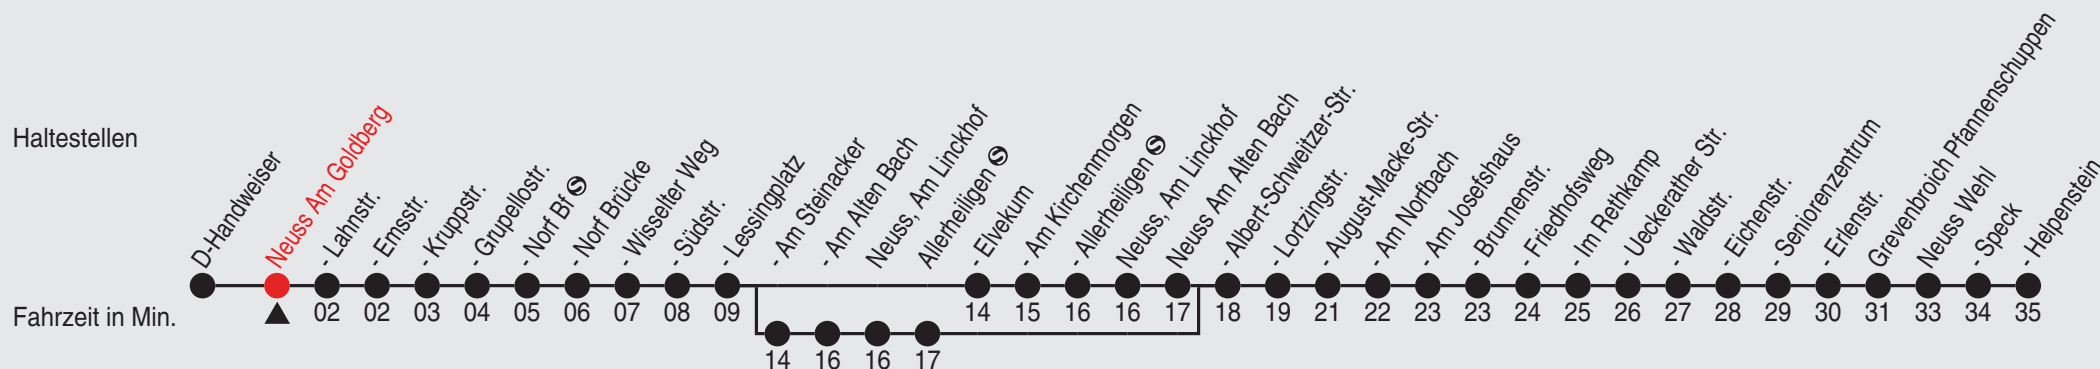 Haltestellen
D-Handweiser
Neuss Am Goldberg
- Lahnstr.
- Emsstr.
- Kruppstr.
- Grupellostr.
- Norf Bf S
- Norf Brücke
- Wisselter Weg
- Südstr.
- Lessingplatz
- Am Steinacker
- Am Alten Bach
Neuss, Am Linckhof
Allerheiligen S
- Elvekum
- Am Kirchenmorgen
- Allerheiligen S
Neuss, Am Linckhof
Neuss Am Alten Bach
- Albert-Schweitzer-Str.
- Lortzingstr.
- August-Macke-Str.
- Am Norfbach
- Am Josefshaus
- Brunnenstr.
- Friedhofsweg
- Im Rethkamp
- Ueckerather Str.
- Waldstr.
- Eichenstr.
- Seniorenzentrum
- Erlenstr.
Grevenbroich Pfannenschuppen
Neuss Wehl
- Speck
- Helpenstein
Fahrzeit in Min. 02 02 03 04 05 06 07 08 09 14 15 16 16 17 18 19 21 22 23 23 24 25 26 27 28 29 30 31 33 34 35
14 16 16 17